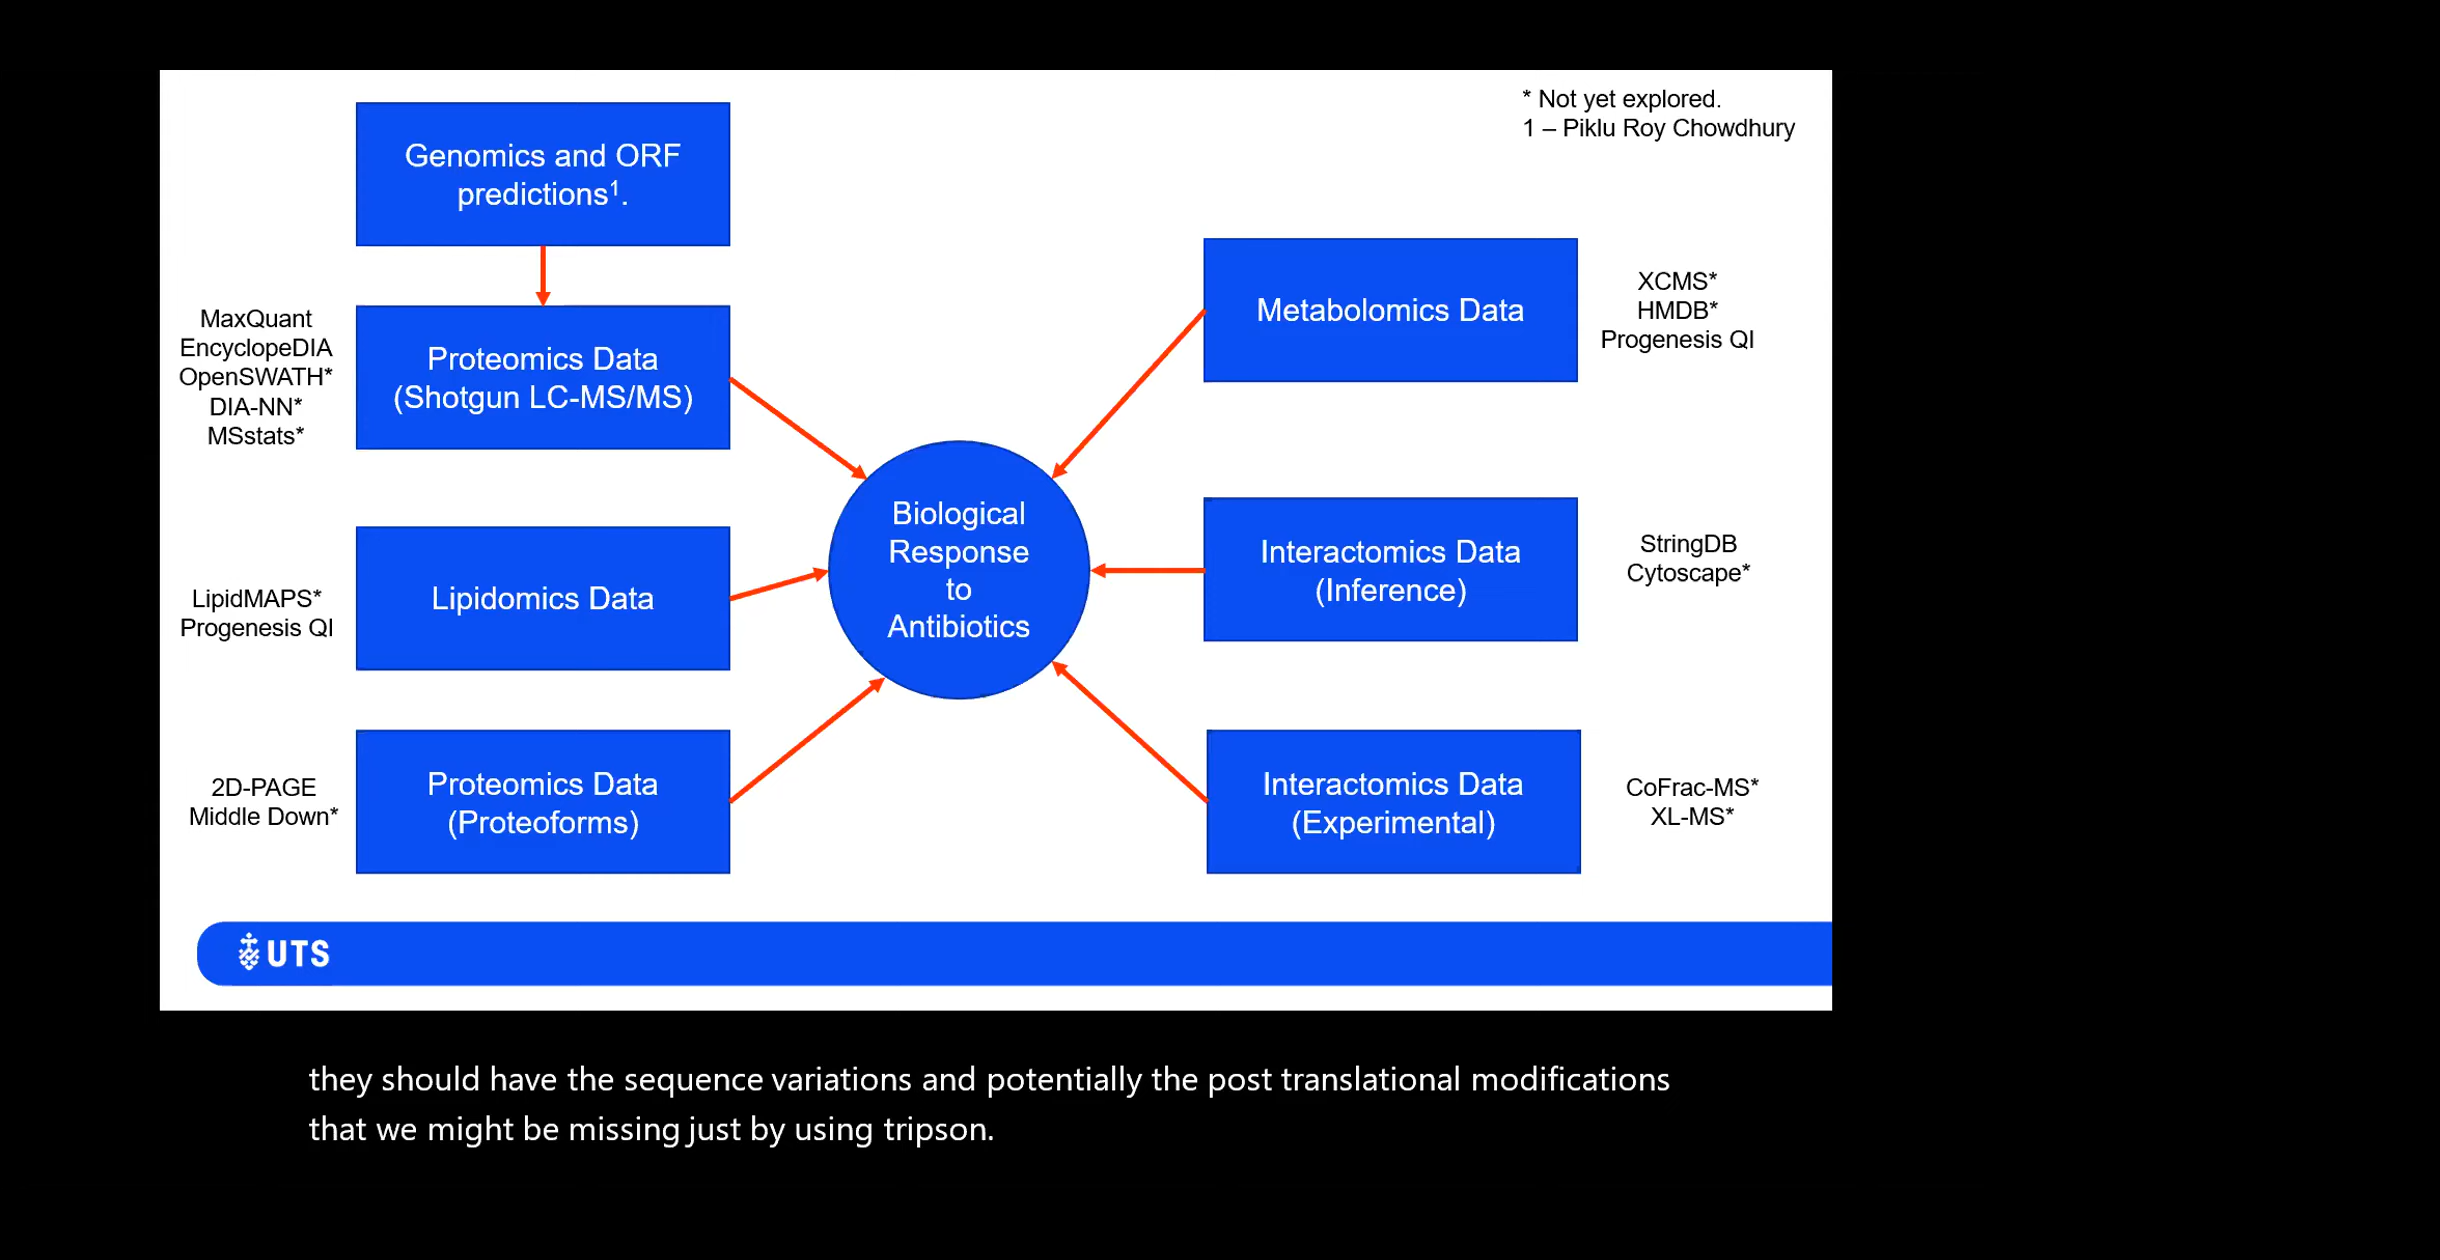 * Not yet explored.
1 – Piklu Roy Chowdhury
Genomics and ORF
predictions¹.
MaxQuant
EncyclopeDIA
OpenSWATH*
DIA-NN*
MSstats*
Proteomics Data
(Shotgun LC-MS/MS)
LipidMAPS*
Progenesis QI
Lipidomics Data
2D-PAGE
Middle Down*
Proteomics Data
(Proteoforms)
Biological
Response
to
Antibiotics
Metabolomics Data
XCMS*
HMDB*
Progenesis QI
Interactomics Data
(Inference)
StringDB
Cytoscape*
Interactomics Data
(Experimental)
CoFrac-MS*
XL-MS*
UTS
they should have the sequence variations and potentially the post translational modifications
that we might be missing just by using tripson.